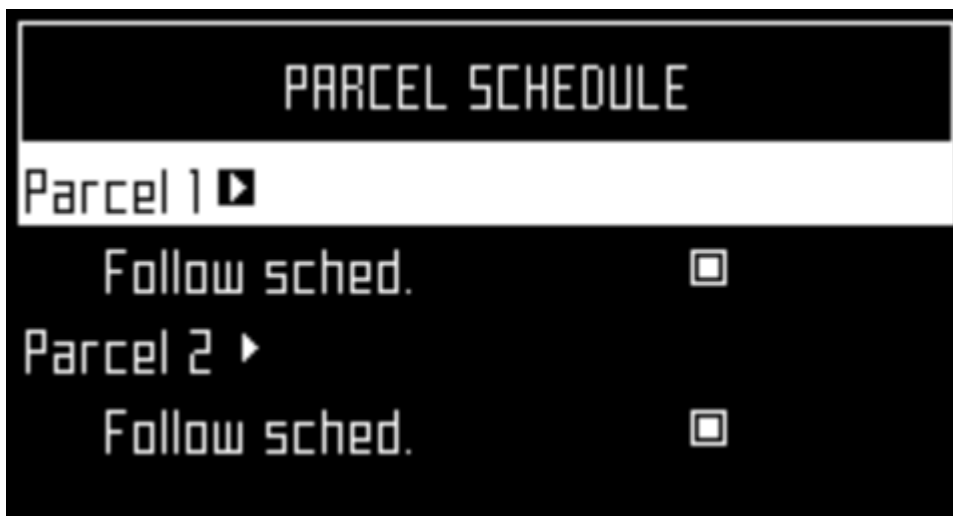 PARCEL SCHEDULE
Parcel 1
Follow sched.
Parcel 2
Follow sched.